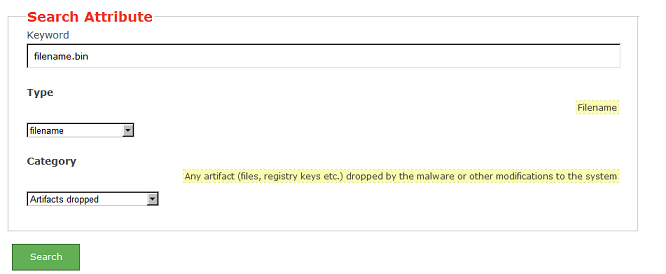 Search Attribute
Keyword
filename.bin
Type
Filename
filename
Category
Any artifact (files, registry keys etc.) dropped by the malware or other modifications to the system
Artifacts dropped
Search